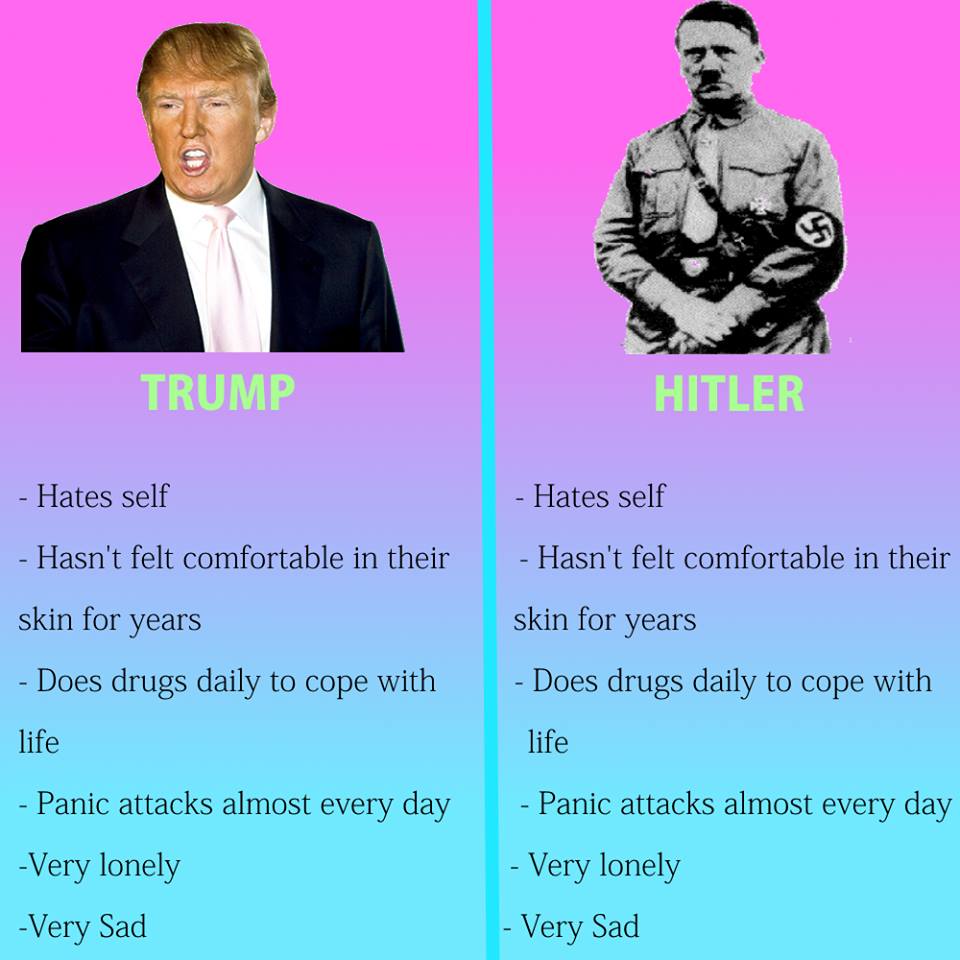 TRUMP
- Hates self
- Hasn't felt comfortable in their
skin for years
- Does drugs daily to cope with
life
- Panic attacks almost every day
-Very lonely
-Very Sad
HITLER
- Hates self
- Hasn't felt comfortable in their
skin for years
- Does drugs daily to cope with
life
- Panic attacks almost every day
- Very lonely
- Very Sad